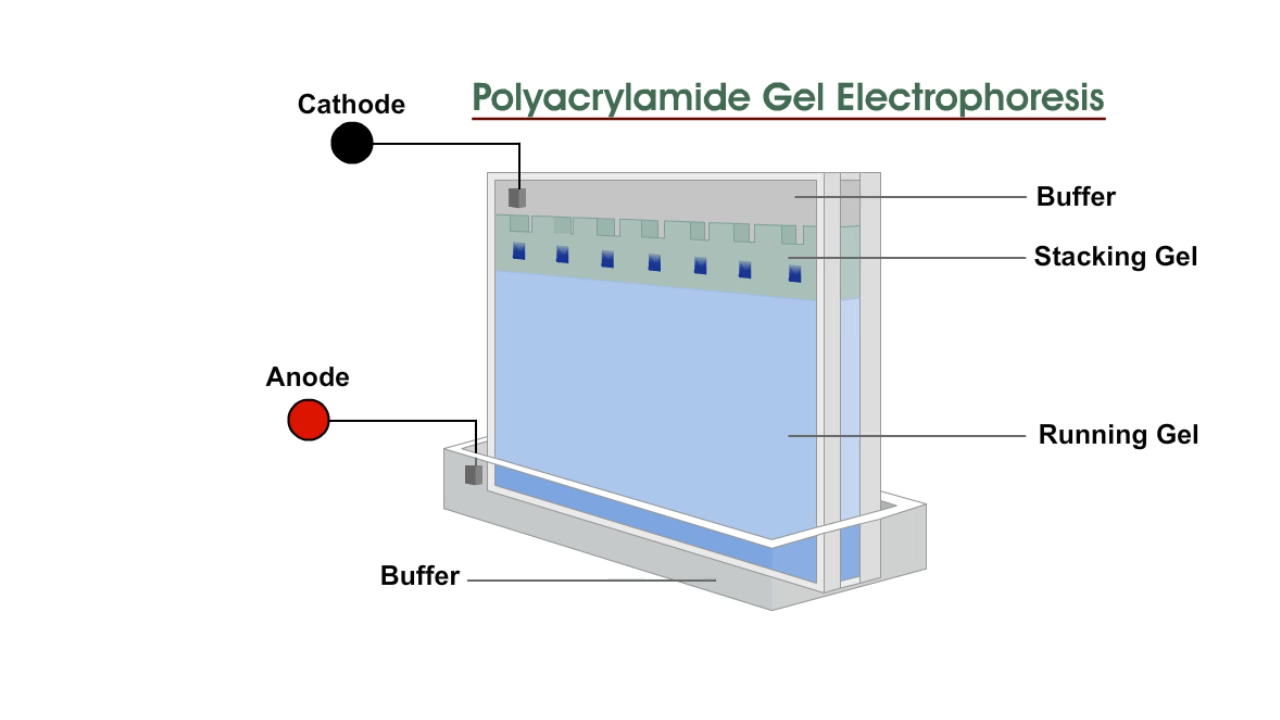 Polyacrylamide Gel Electrophoresis
Cathode
Buffer
Stacking Gel
Anode
Running Gel
Buffer